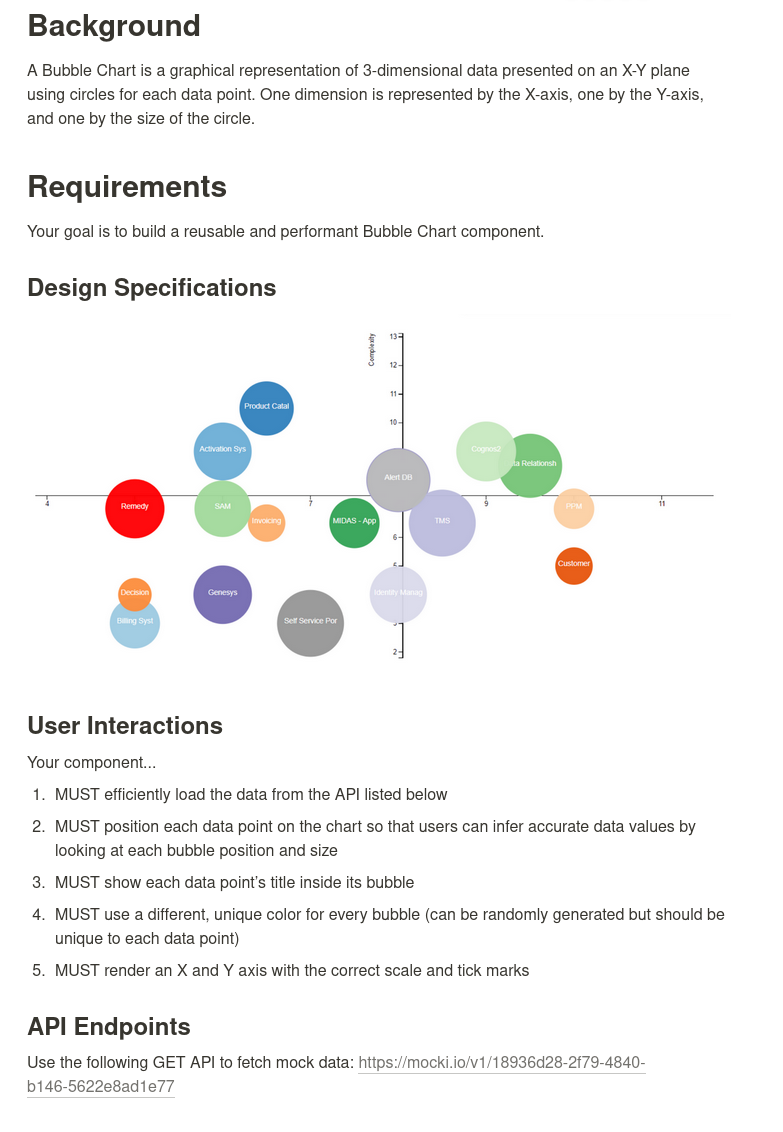 Background
A Bubble Chart is a graphical representation of 3-dimensional data presented on an X-Y plane
using circles for each data point. One dimension is represented by the X-axis, one by the Y-axis,
and one by the size of the circle.
Requirements
Your goal is to build a reusable and performant Bubble Chart component.
Design Specifications
Complexity
13
12
11
10
Product Catal
Activation Sys
Cognos2
ta Relationsh
Alert DB
4
7
9
11
Remedy
SAM
Invoicing
MIDAS - App
TMS
PPM
6
Customer
Decision
Genesys
Identity Manag
Billing Syst
Self Service Por
2
User Interactions
Your component...
1. MUST efficiently load the data from the API listed below
2. MUST position each data point on the chart so that users can infer accurate data values by
looking at each bubble position and size
3. MUST show each data point’s title inside its bubble
4. MUST use a different, unique color for every bubble (can be randomly generated but should be
unique to each data point)
5. MUST render an X and Y axis with the correct scale and tick marks
API Endpoints
Use the following GET API to fetch mock data: https://mocki.io/v1/18936d28-2f79-4840-
b146-5622e8ad1e77